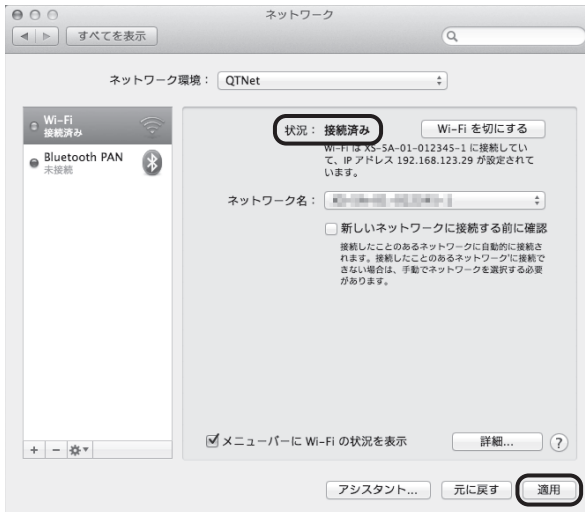 ネットワーク
すべてを表示
ネットワーク環境： QTNet
Wi-Fi
接続済み
Bluetooth PAN
未接続
状況： 接続済み
Wi-Fi を切にする
Wi-Fi は XS-5A-01-012345-1 に接続してい
て、IP アドレス 192.168.123.29 が設定されて
います。
ネットワーク名：
新しいネットワークに接続する前に確認
接続したことのあるネットワークに自動的に接続さ
れます。接続したことのあるネットワークに接続で
きない場合は、手動でネットワークを選択する必要
があります。
メニューバーに Wi-Fi の状況を表示
詳細...
?
アシスタント...
元に戻す
適用